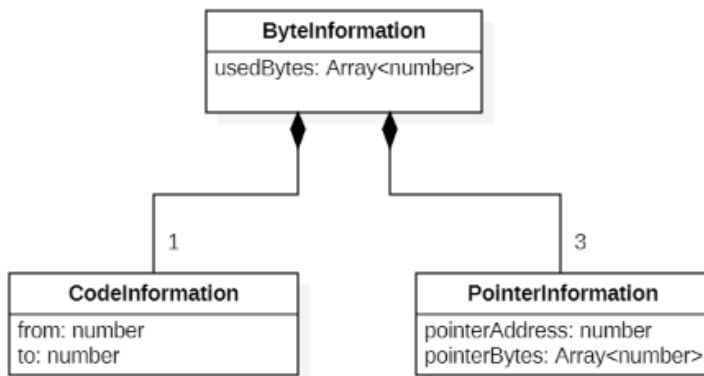 ByteInformation
usedBytes: Array<number>
1
3
CodeInformation
from: number
to: number
PointerInformation
pointerAddress: number
pointerBytes: Array<number>